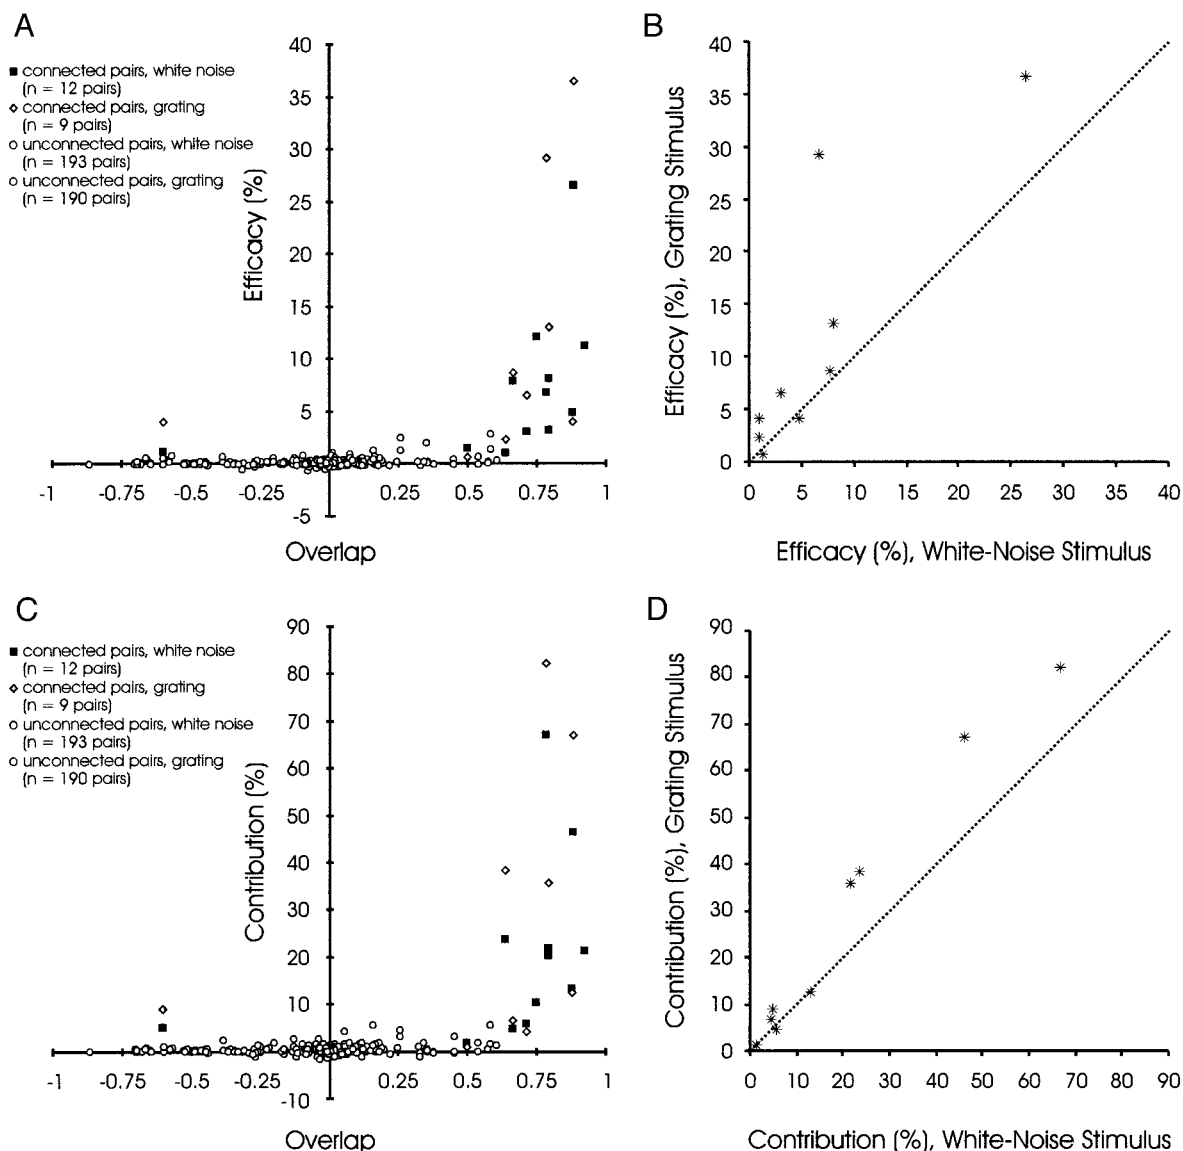 A
connected pairs, white noise
(n = 12 pairs)
connected pairs, grating
(n = 9 pairs)
unconnected pairs, white noise
(n = 193 pairs)
unconnected pairs, grating
(n = 190 pairs)
Efficacy (%)
40
35
30
25
20
15
10
5
0
-5
-1
-0.75
-0.5
-0.25
0.25
0.5
0.75
1
Overlap
B
Efficacy (%), Grating Stimulus
40
35
30
25
20
15
10
5
0
0
5
10
15
20
25
30
35
40
Efficacy (%), White-Noise Stimulus
C
connected pairs, white noise
(n = 12 pairs)
connected pairs, grating
(n = 9 pairs)
unconnected pairs, white noise
(n = 193 pairs)
unconnected pairs, grating
(n = 190 pairs)
Contribution (%)
90
80
70
60
50
40
30
20
10
0
-10
-1
-0.75
-0.5
-0.25
0.25
0.5
0.75
1
Overlap
D
Contribution (%), Grating Stimulus
90
80
70
60
50
40
30
20
10
0
0
10
20
30
40
50
60
70
80
90
Contribution (%), White-Noise Stimulus